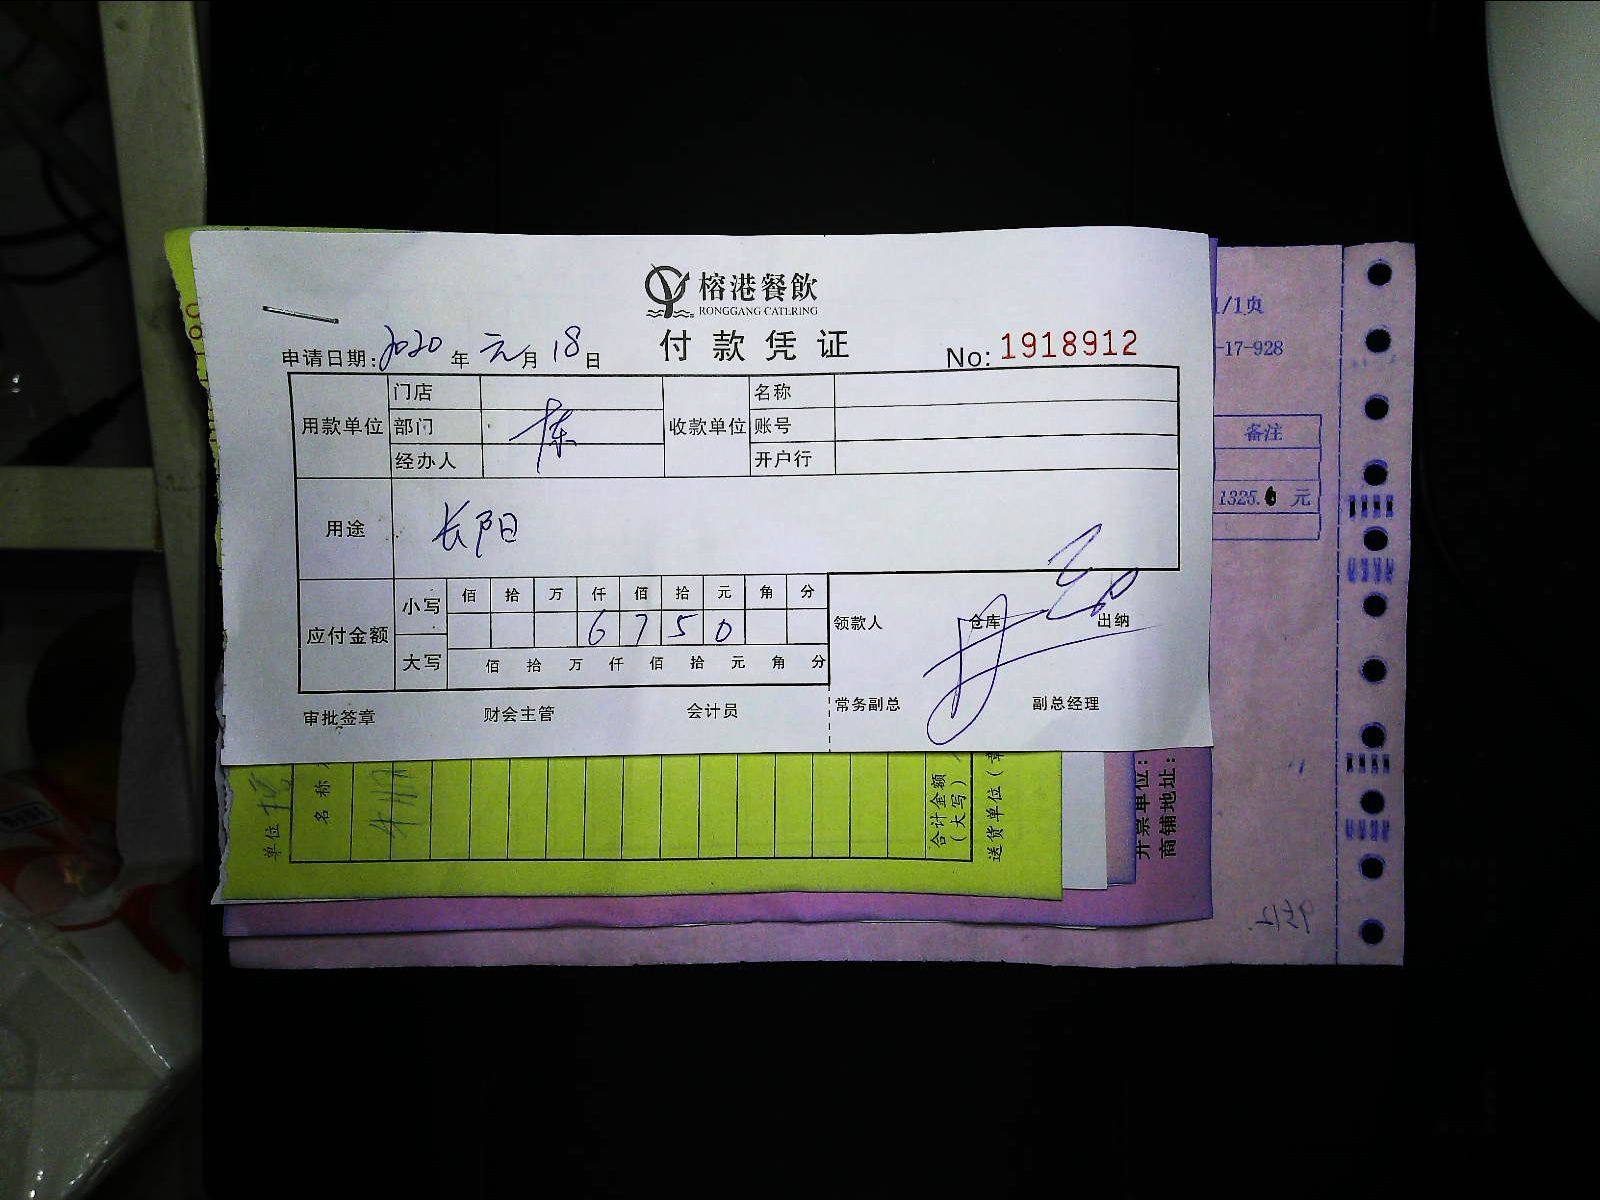 榕港餐飲
RONGGANG CATERING
付款凭证
申请日期: 2020 年 元 月 18 日
No: 1918912
用款单位 门店 收款单位 名称
部门 栋 账号
经办人 开户行
用途 长阳
应付金额 小写 佰 拾 万 仟 佰 拾 元 角 分
6 7 5 0
大写 佰 拾 万 仟 佰 拾 元 角 分
领款人 仓库 出纳
审批签章 财会主管 会计员 常务副总 副总经理
1/1页
-17-928
备注
1325. 元
单位
名称
合计金额
(大写)
送货单位(
开票单位:
商铺地址: